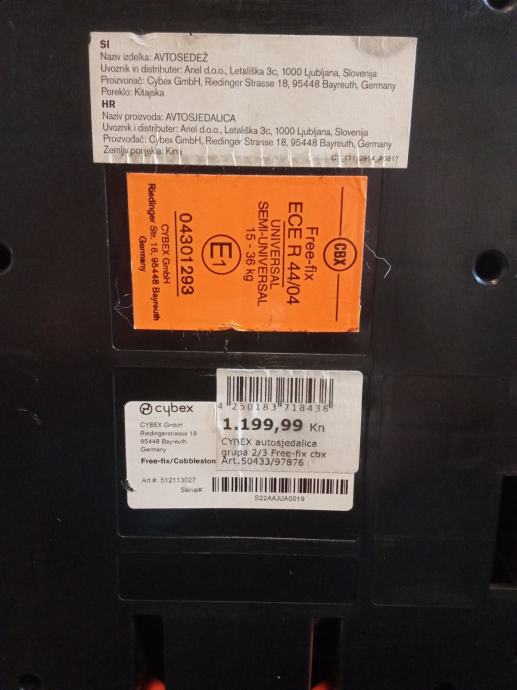 SI
Naziv izdelka: AVTOSEDEŽ
Uvoznik in distributer: Ariel d.o.o., Letališka 3c, 1000 Ljubljana, Slovenija
Proizvonač: Cybex GmbH, Riedinger Strasse 18, 95448 Bayreuth, Germany
Poreklo: Kitajska
HR
Naziv proizvoda: AVTOSJEDALICA
Uvoznik i distributer: Ariel d.o.o., Letališka 3c, 1000 Ljubljana, Slovenija
Proizvođač: Cybex GmbH, Riedinger Strasse 18, 95448 Bayreuth, Germany
Zemlja porijekla: Kin
CBX
Free-fix
ECE R 44/04
UNIVERSAL
SEMI-UNIVERSAL
15 - 36 kg
E1
04301293
CYBEX GmbH
Riedinger Str. 18, 95448 Bayreuth
Germany
cybex
CYBEX GmbH
Riedingerstrasse 18
95448 Bayreuth
Germany
Free-fix/Cobbleston
Art.#: 512113027
Serial#:
S22AAJUA0019
4 250183 718438
1.199,99 Kn
CYBEX autosjedalica
grupa 2/3 Free-fix cbx
Art.50433/97876